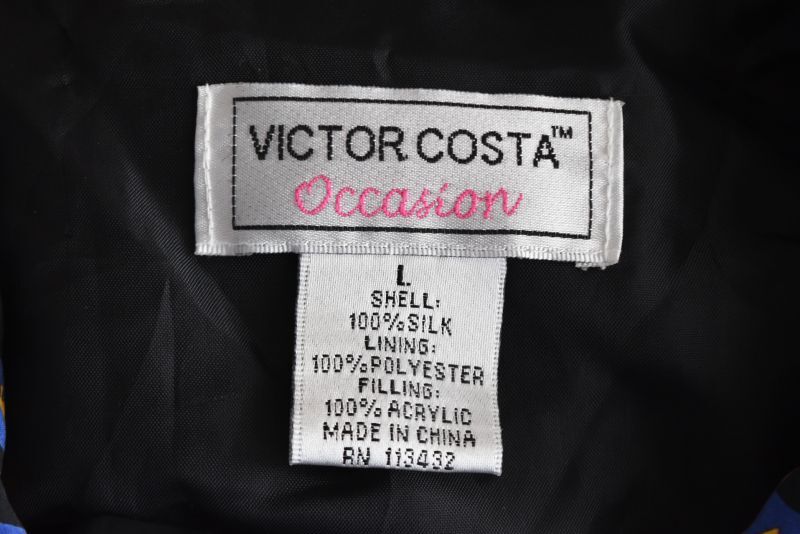 VICTOR COSTA™
Occasion
L
SHELL:
100% SILK
LINING:
100% POLYESTER
FILLING:
100% ACRYLIC
MADE IN CHINA
RN 113432